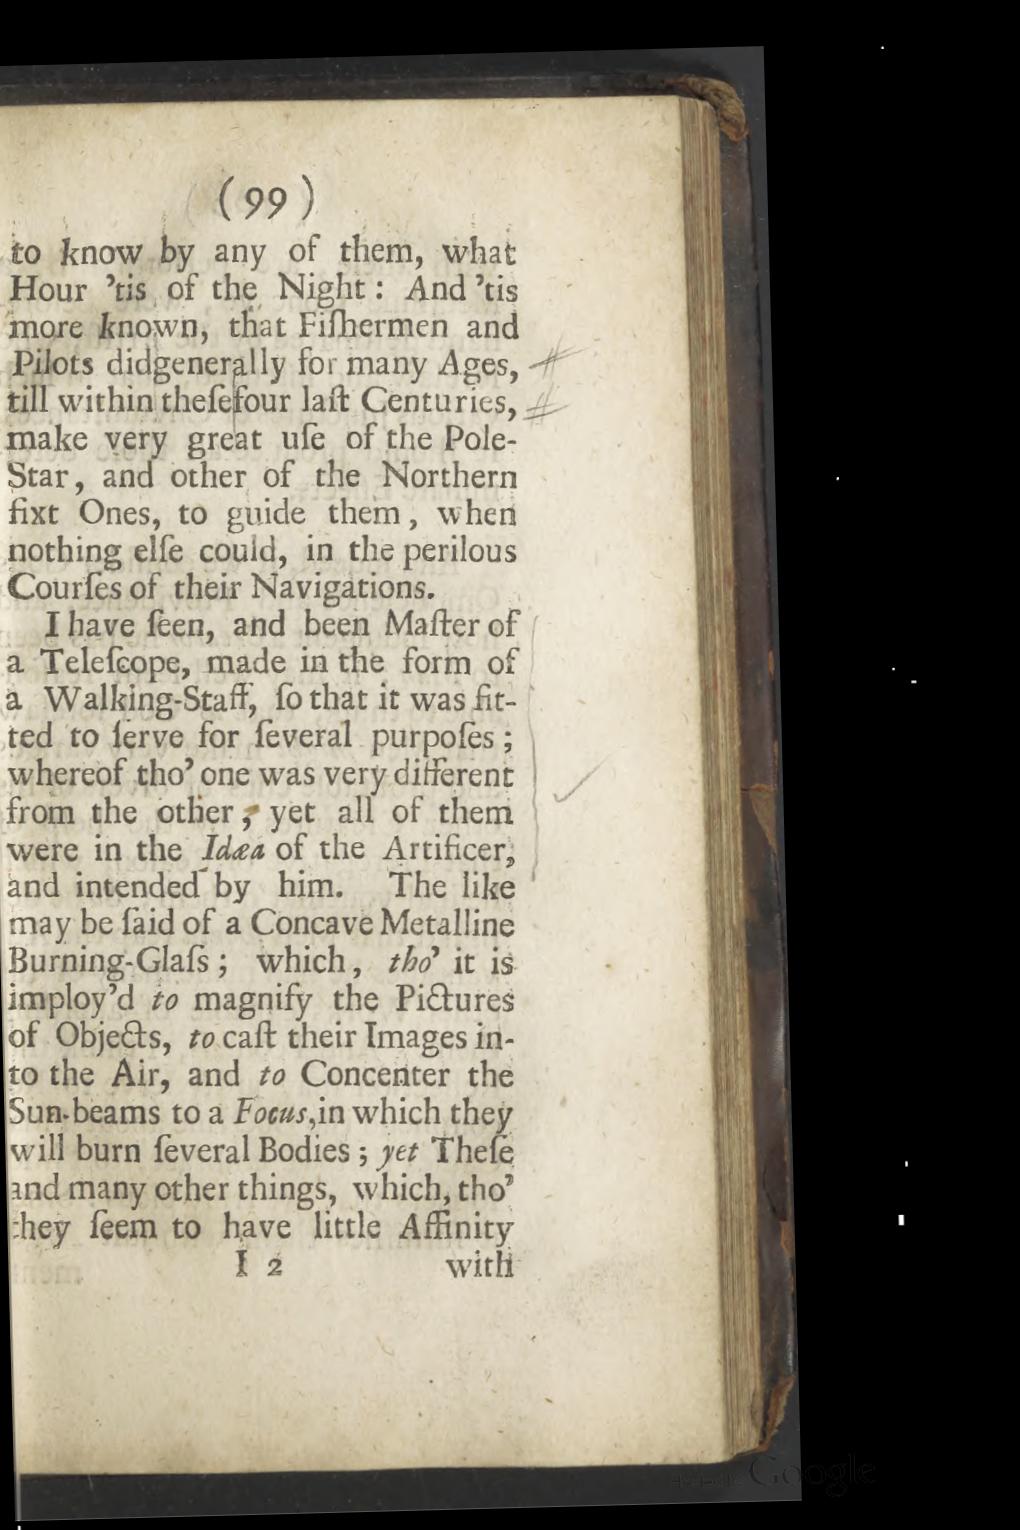 (99)
to know by any of them, what
Hour 'tis of the Night: And 'tis
more known, that Fiſhermen and
Pilots didgenerally for many Ages, #
till within theſefour laſt Centuries, #
make very great uſe of the Pole-
Star, and other of the Northern
fixt Ones, to guide them, when
nothing elſe could, in the perilous
Courſes of their Navigations.
I have ſeen, and been Maſter of
a Teleſcope, made in the form of
a Walking-Staff, ſo that it was fit-
ted to ſerve for ſeveral purpoſes;
whereof tho' one was very different
from the other, yet all of them
were in the Idæa of the Artificer,
and intended by him. The like
may be ſaid of a Concave Metalline
Burning-Glaſs; which, tho' it is
imploy'd to magnify the Pictures
of Objects, to caſt their Images in-
to the Air, and to Concenter the
Sun-beams to a Focus, in which they
will burn ſeveral Bodies; yet Theſe
and many other things, which, tho'
they ſeem to have little Affinity
I 2 with
Google